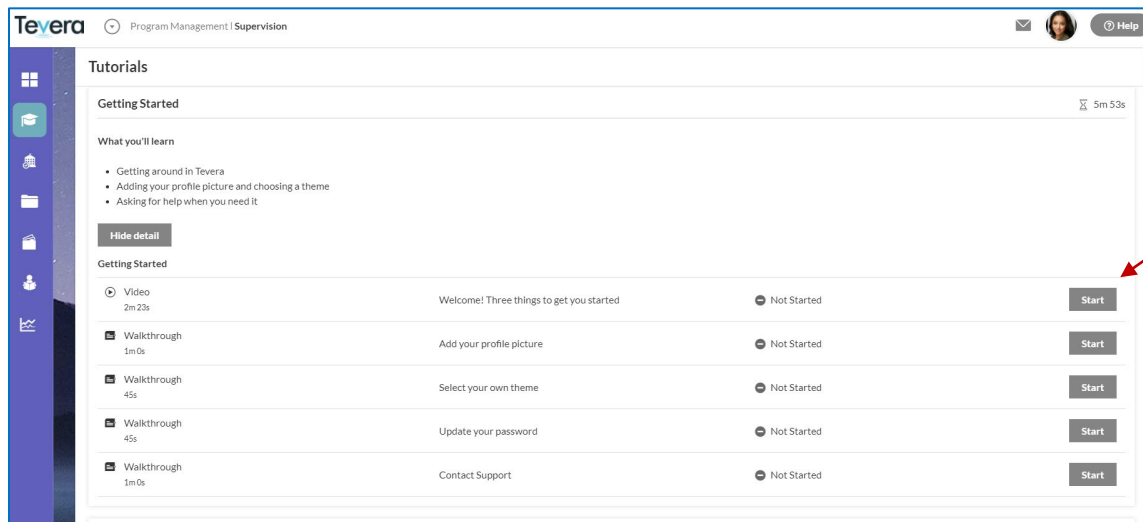 Tevera Program Management | Supervision Help
Tutorials
Getting Started 5m 53s
What you'll learn
• Getting around in Tevera
• Adding your profile picture and choosing a theme
• Asking for help when you need it
Hide detail
Getting Started
Video
2m 23s
Welcome! Three things to get you started
Not Started
Start
Walkthrough
1m 0s
Add your profile picture
Not Started
Start
Walkthrough
45s
Select your own theme
Not Started
Start
Walkthrough
45s
Update your password
Not Started
Start
Walkthrough
1m 0s
Contact Support
Not Started
Start